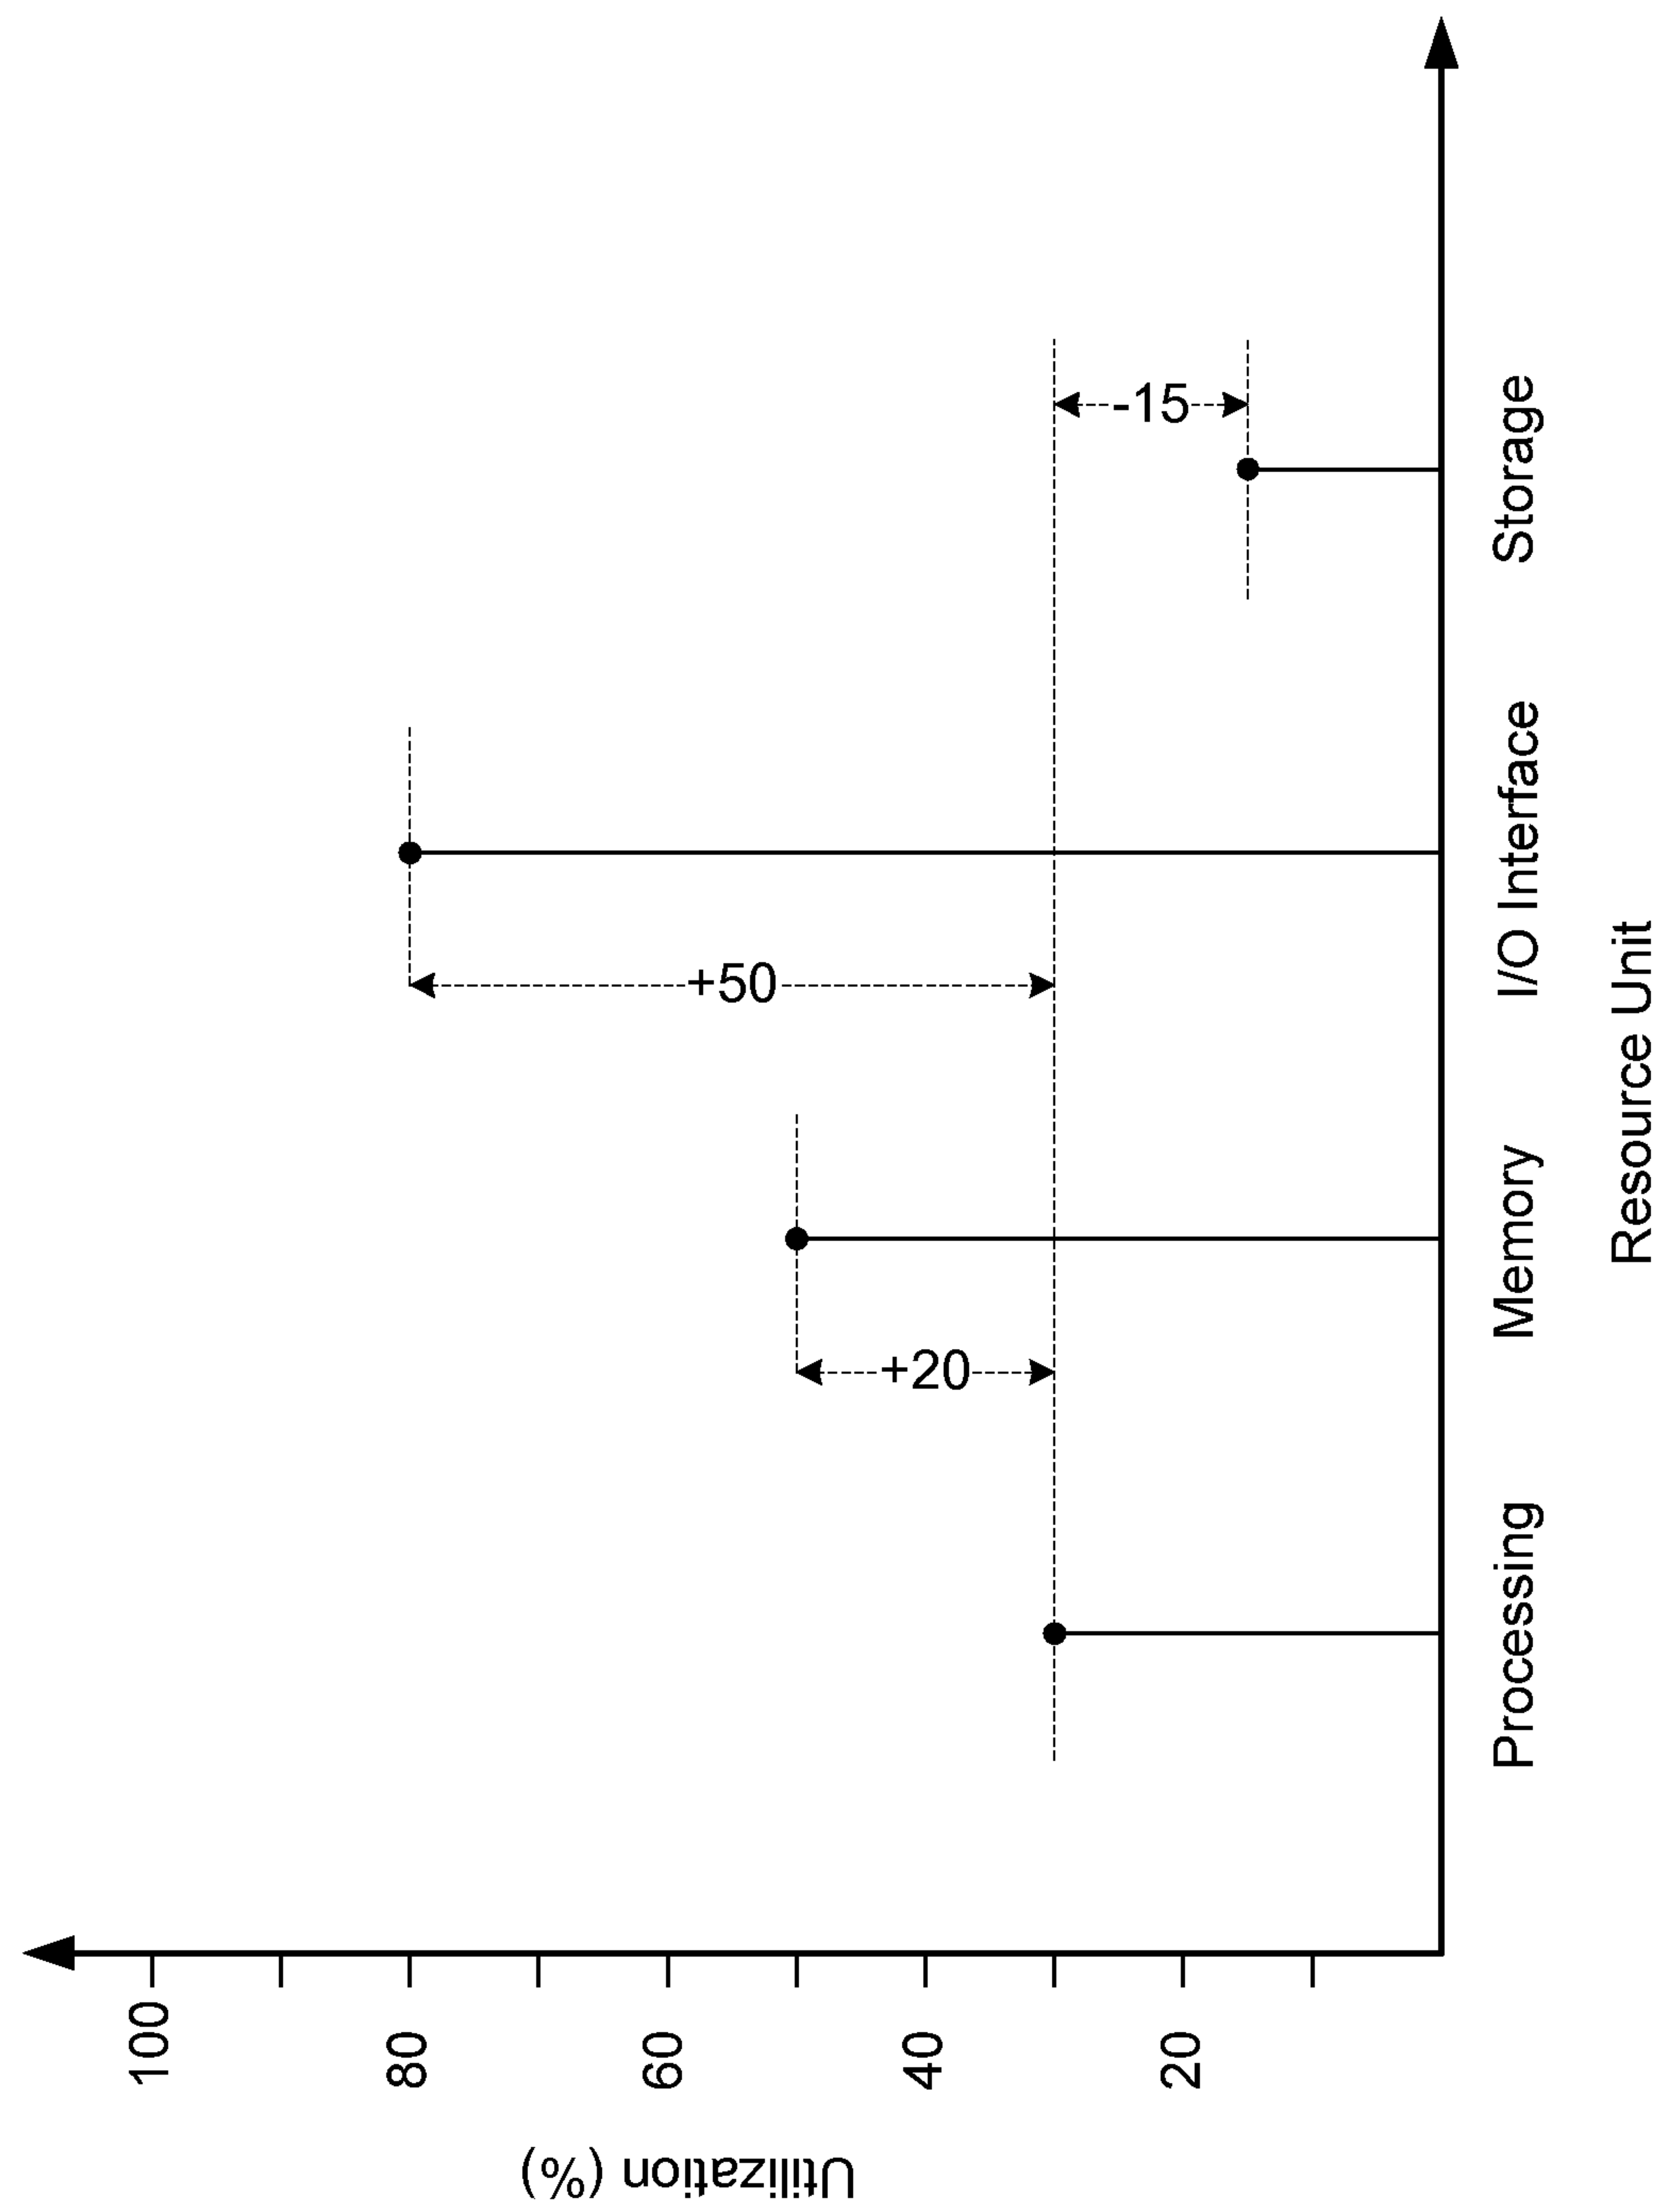 Utilization (%)
100
80
60
40
20
+50
+20
-15
Processing
Memory
I/O Interface
Storage
Resource Unit